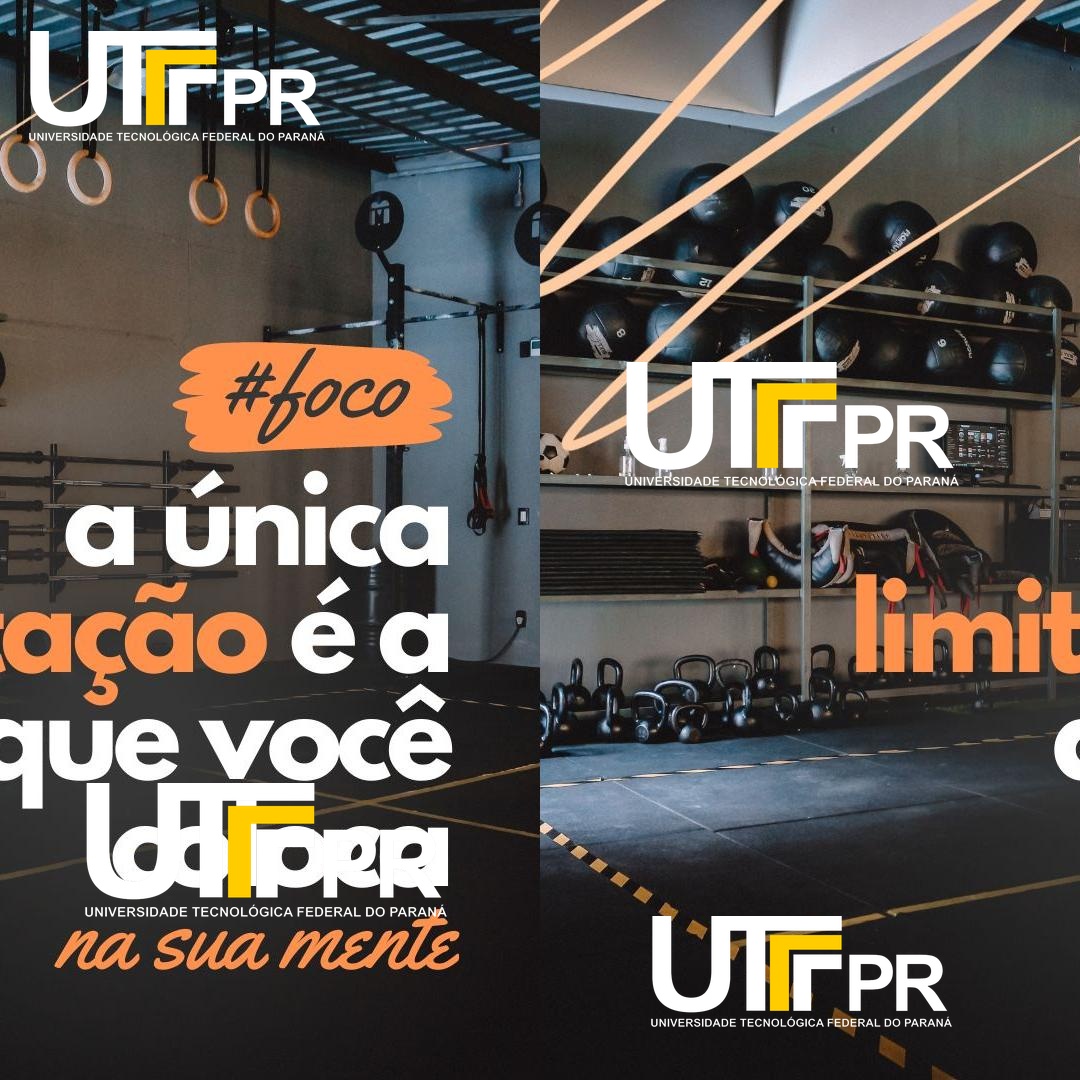 UTFPR
UNIVERSIDADE TECNOLÓGICA FEDERAL DO PARANÁ
#foco
a única
tação é a
que você
UTFPR
UNIVERSIDADE TECNOLÓGICA FEDERAL DO PARANÁ
na sua mente
UTFPR
UNIVERSIDADE TECNOLÓGICA FEDERAL DO PARANÁ
limit
UTFPR
UNIVERSIDADE TECNOLÓGICA FEDERAL DO PARANÁ